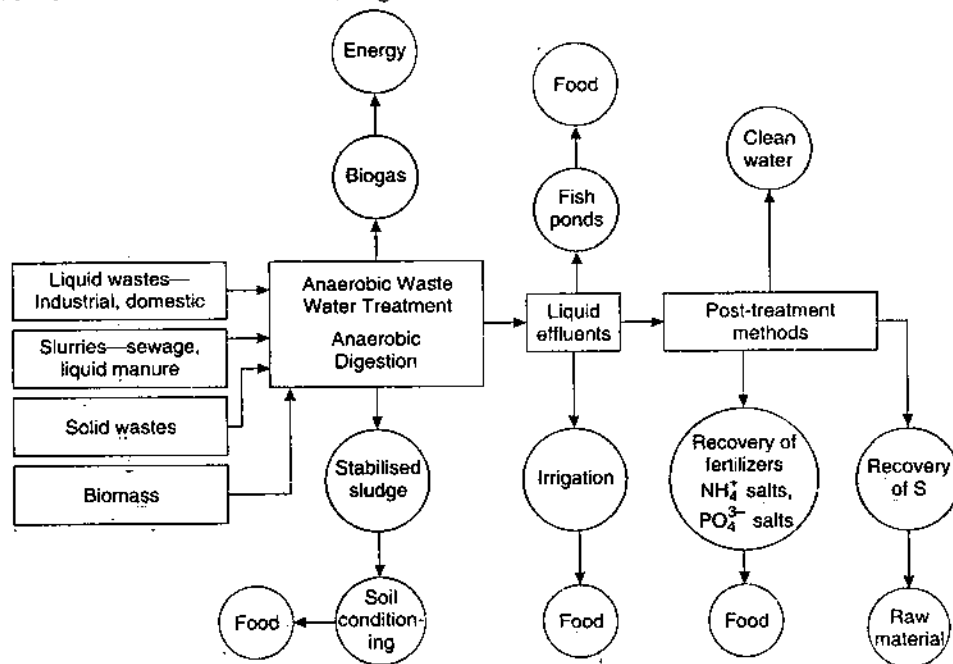 Energy
Food
Clean
water
Biogas
Fish
ponds
Liquid wastes—
Industrial, domestic
Anaerobic Waste
Water Treatment
Anaerobic
Digestion
Liquid
effluents
Post-treatment
methods
Slurries—sewage,
liquid manure
Solid wastes
Biomass
Stabilised
sludge
Irrigation
Recovery of
fertilizers
NH₄⁺ salts,
PO₄³⁻ salts
Recovery
of S
Food
Soil
condition-
ing
Food
Food
Raw
material